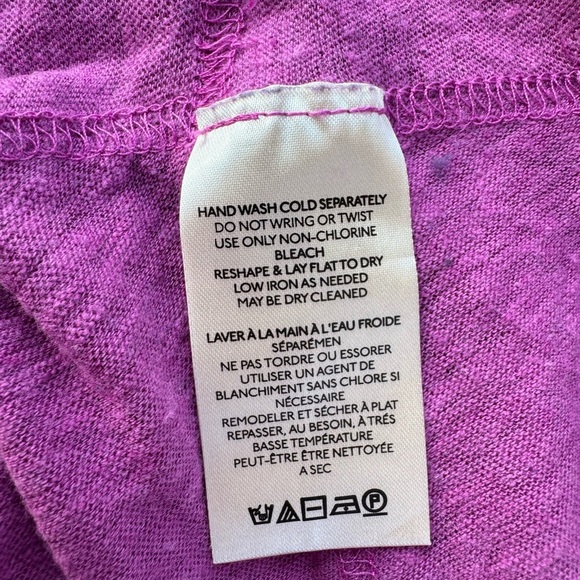 HAND WASH COLD SEPARATELY
DO NOT WRING OR TWIST
USE ONLY NON-CHLORINE
BLEACH
RESHAPE & LAY FLAT TO DRY
LOW IRON AS NEEDED
MAY BE DRY CLEANED
LAVER À LA MAIN À L'EAU FROIDE
SÉPARÉMEN
NE PAS TORDRE OU ESSORER
UTILISER UN AGENT DE
BLANCHIMENT SANS CHLORE SI
NÉCESSAIRE
REMODELER ET SÉCHER À PLAT
REPASSER, AU BESOIN, À TRÉS
BASSE TEMPÉRATURE
PEUT-ÊTRE ÊTRE NETTOYÉE
A SEC
P